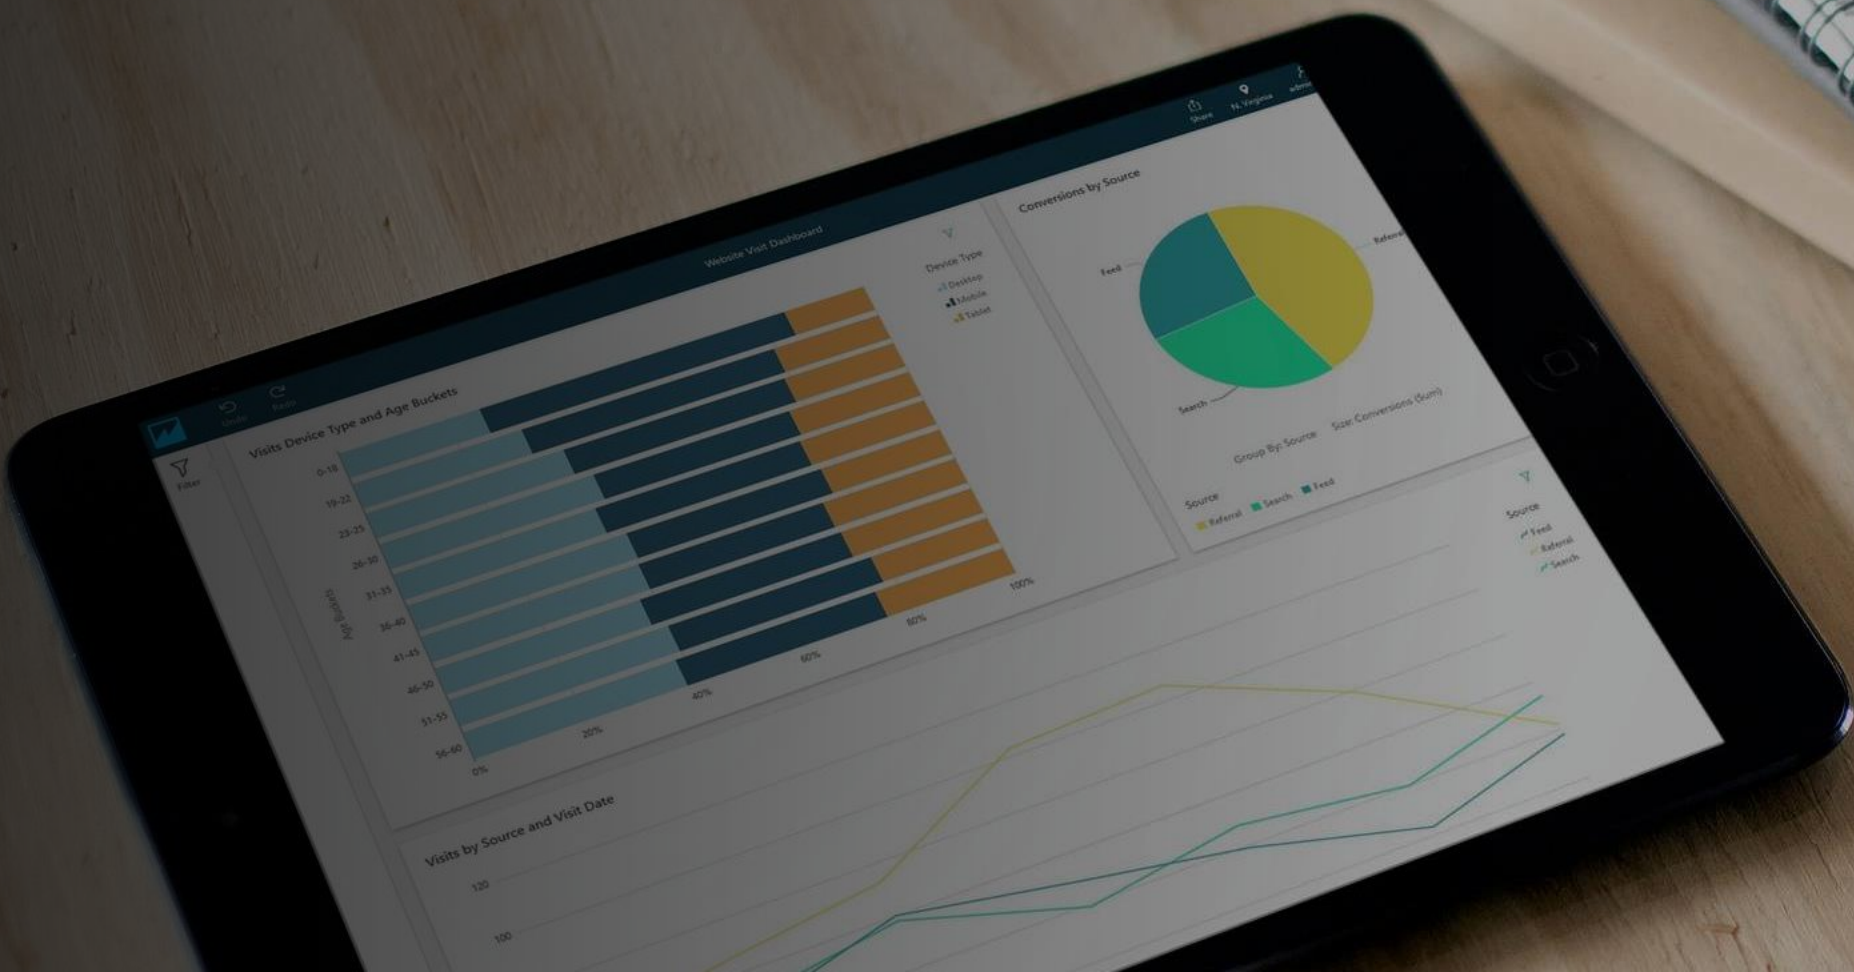 Share
N. Virginia
Website Visit Dashboard
Undo
Redo
Filter
Visits Device Type and Age Buckets
Age Buckets
0-18
19-22
23-25
26-30
31-35
36-40
41-45
46-50
51-55
56-60
0%
20%
40%
60%
80%
100%
Device Type
Desktop
Mobile
Tablet
Conversions by Source
Feed
Referral
Search
Group By: Source Size: Conversions (Sum)
Source
Referral Search Feed
Visits by Source and Visit Date
120
100
Source
Feed
Referral
Search